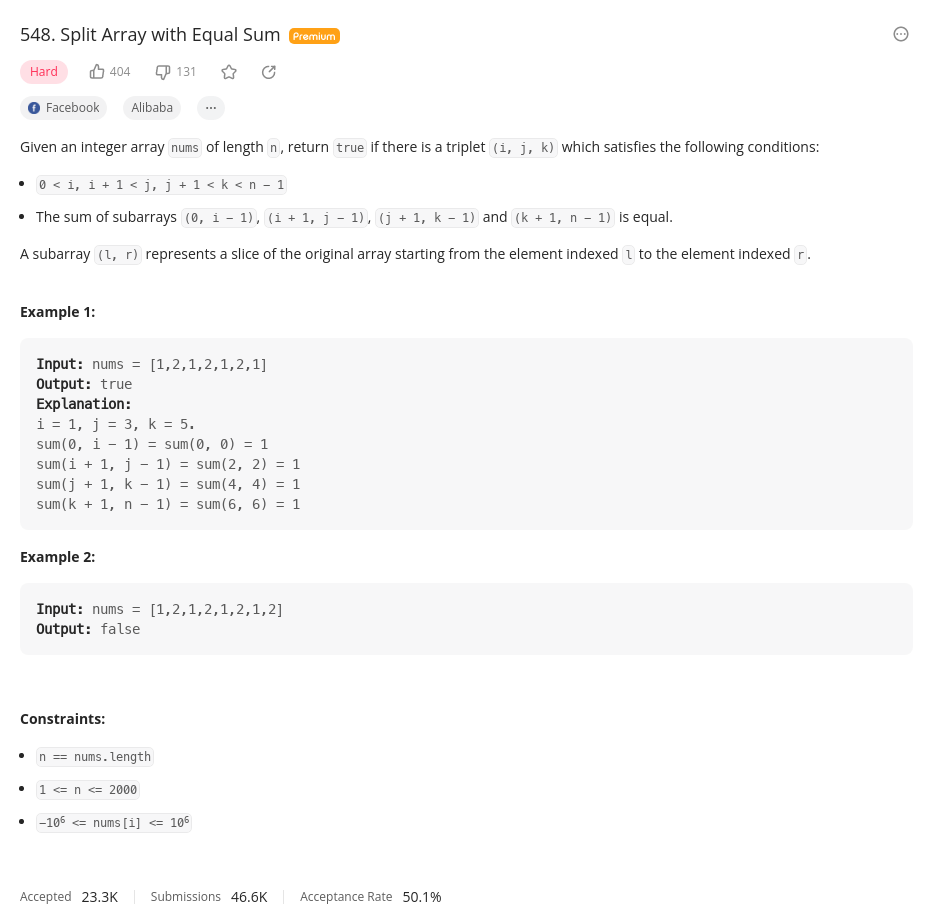 548. Split Array with Equal Sum Premium
Hard 404 131
Facebook Alibaba ···
Given an integer array nums of length n, return true if there is a triplet (i, j, k) which satisfies the following conditions:
• 0 < i, i + 1 < j, j + 1 < k < n − 1
• The sum of subarrays (0, i − 1), (i + 1, j − 1), (j + 1, k − 1) and (k + 1, n − 1) is equal.
A subarray (l, r) represents a slice of the original array starting from the element indexed l to the element indexed r.
Example 1:
Input: nums = [1,2,1,2,1,2,1]
Output: true
Explanation:
i = 1, j = 3, k = 5.
sum(0, i − 1) = sum(0, 0) = 1
sum(i + 1, j − 1) = sum(2, 2) = 1
sum(j + 1, k − 1) = sum(4, 4) = 1
sum(k + 1, n − 1) = sum(6, 6) = 1
Example 2:
Input: nums = [1,2,1,2,1,2,1,2]
Output: false
Constraints:
• n == nums.length
• 1 <= n <= 2000
• −10⁶ <= nums[i] <= 10⁶
Accepted 23.3K Submissions 46.6K Acceptance Rate 50.1%